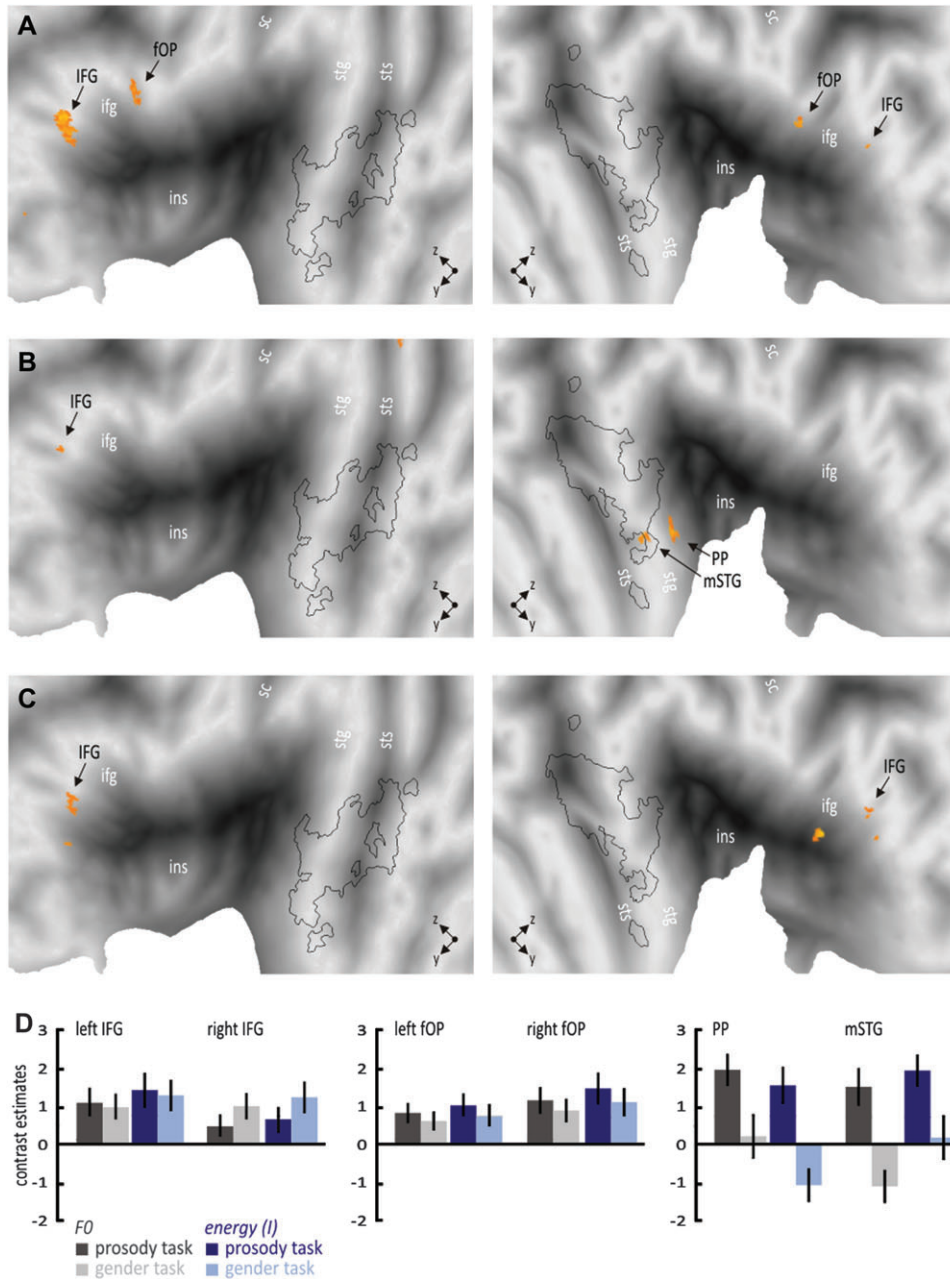 A
IFG
fOP
ifg
sc
stg
sts
ins
z
y
sc
fOP
IFG
ifg
ins
sts
stg
z
y
B
IFG
ifg
sc
stg
sts
ins
z
y
sc
ifg
ins
PP
mSTG
sts
stg
z
y
C
IFG
ifg
sc
stg
sts
ins
z
y
sc
IFG
ifg
ins
sts
stg
z
y
D
contrast estimates
3
2
1
0
-1
-2
left IFG right IFG
3
2
1
0
-1
-2
left fOP right fOP
3
2
1
0
-1
-2
PP mSTG
F0 energy (I)
prosody task prosody task
gender task gender task